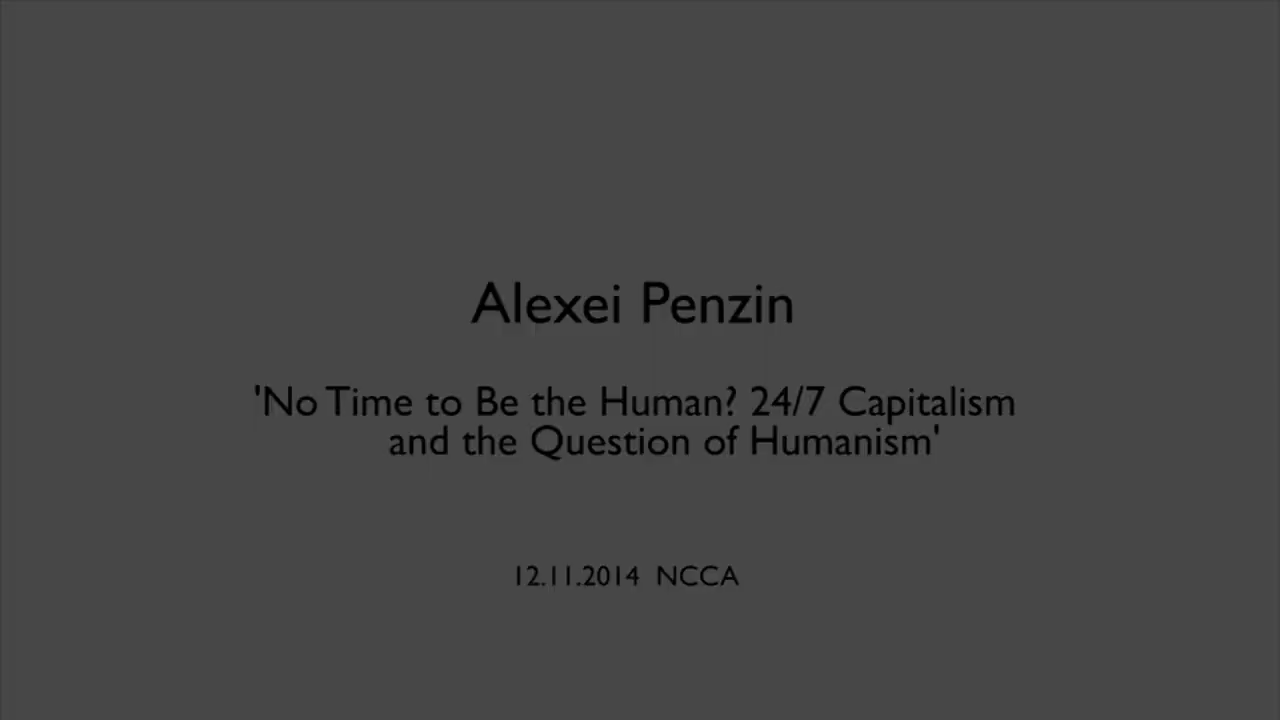 Alexei Penzin
'No Time to Be the Human? 24/7 Capitalism
and the Question of Humanism'
12.11.2014 NCCA